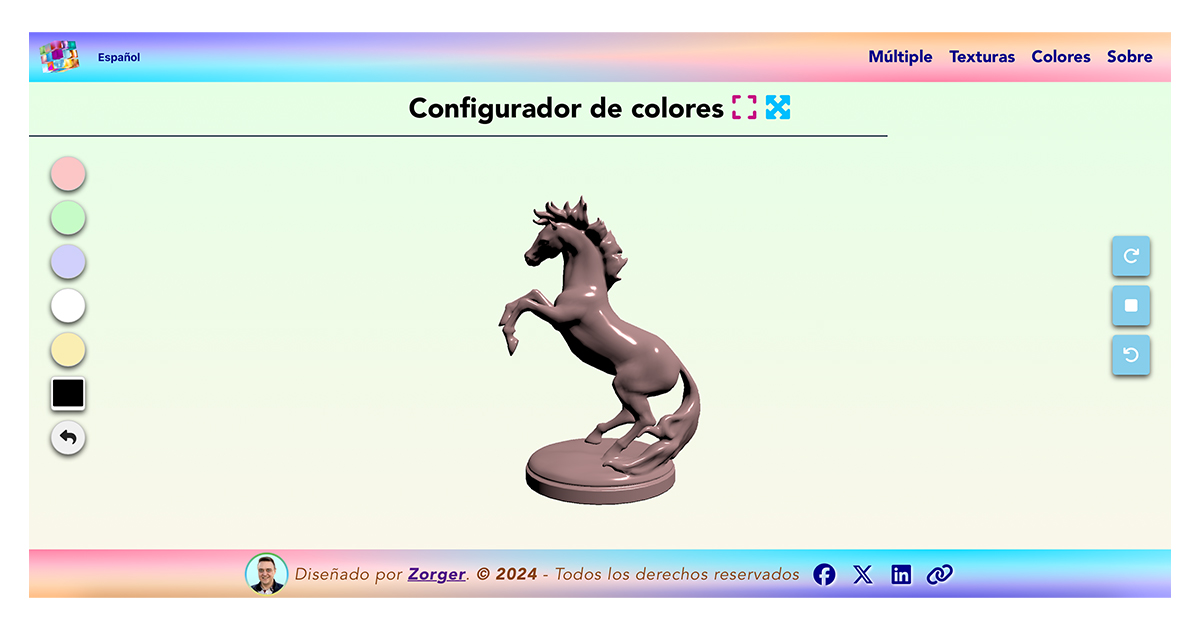 Español
Múltiple Texturas Colores Sobre
Configurador de colores
Diseñado por Zorger. © 2024 - Todos los derechos reservados